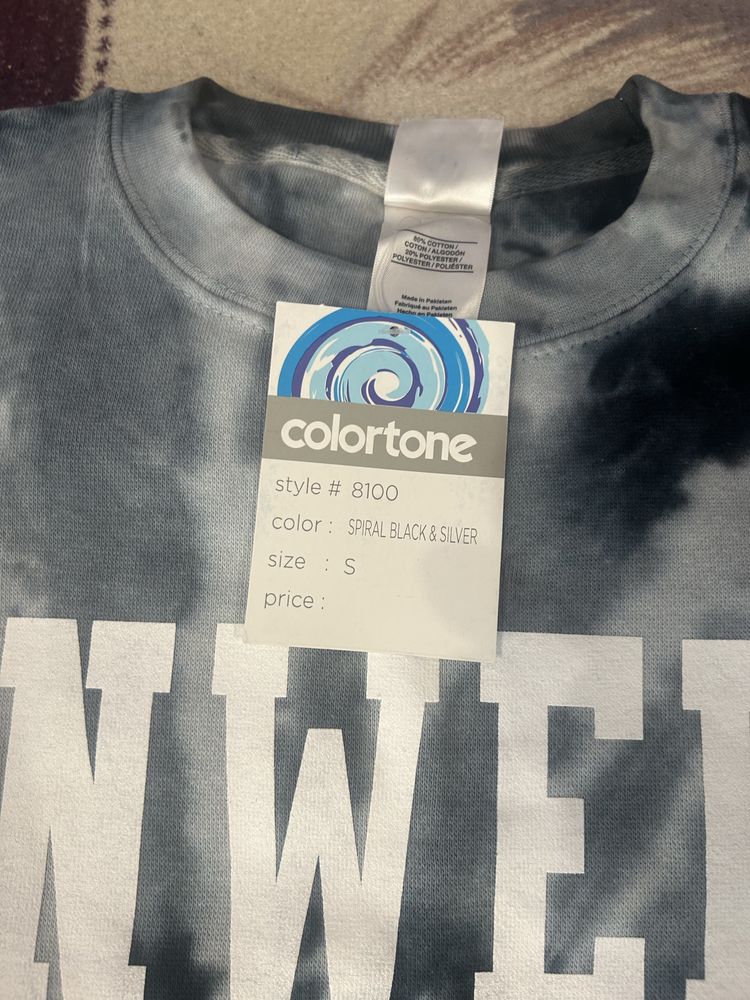 80% COTTON /
COTON / ALGODÓN
20% POLYESTER /
POLYESTER / POLIÉSTER
Made in Pakistan
Fabriqué au Pakistan
Hecho en Pakistan
colortone
style # 8100
color : SPIRAL BLACK & SILVER
size : S
price :
NWE